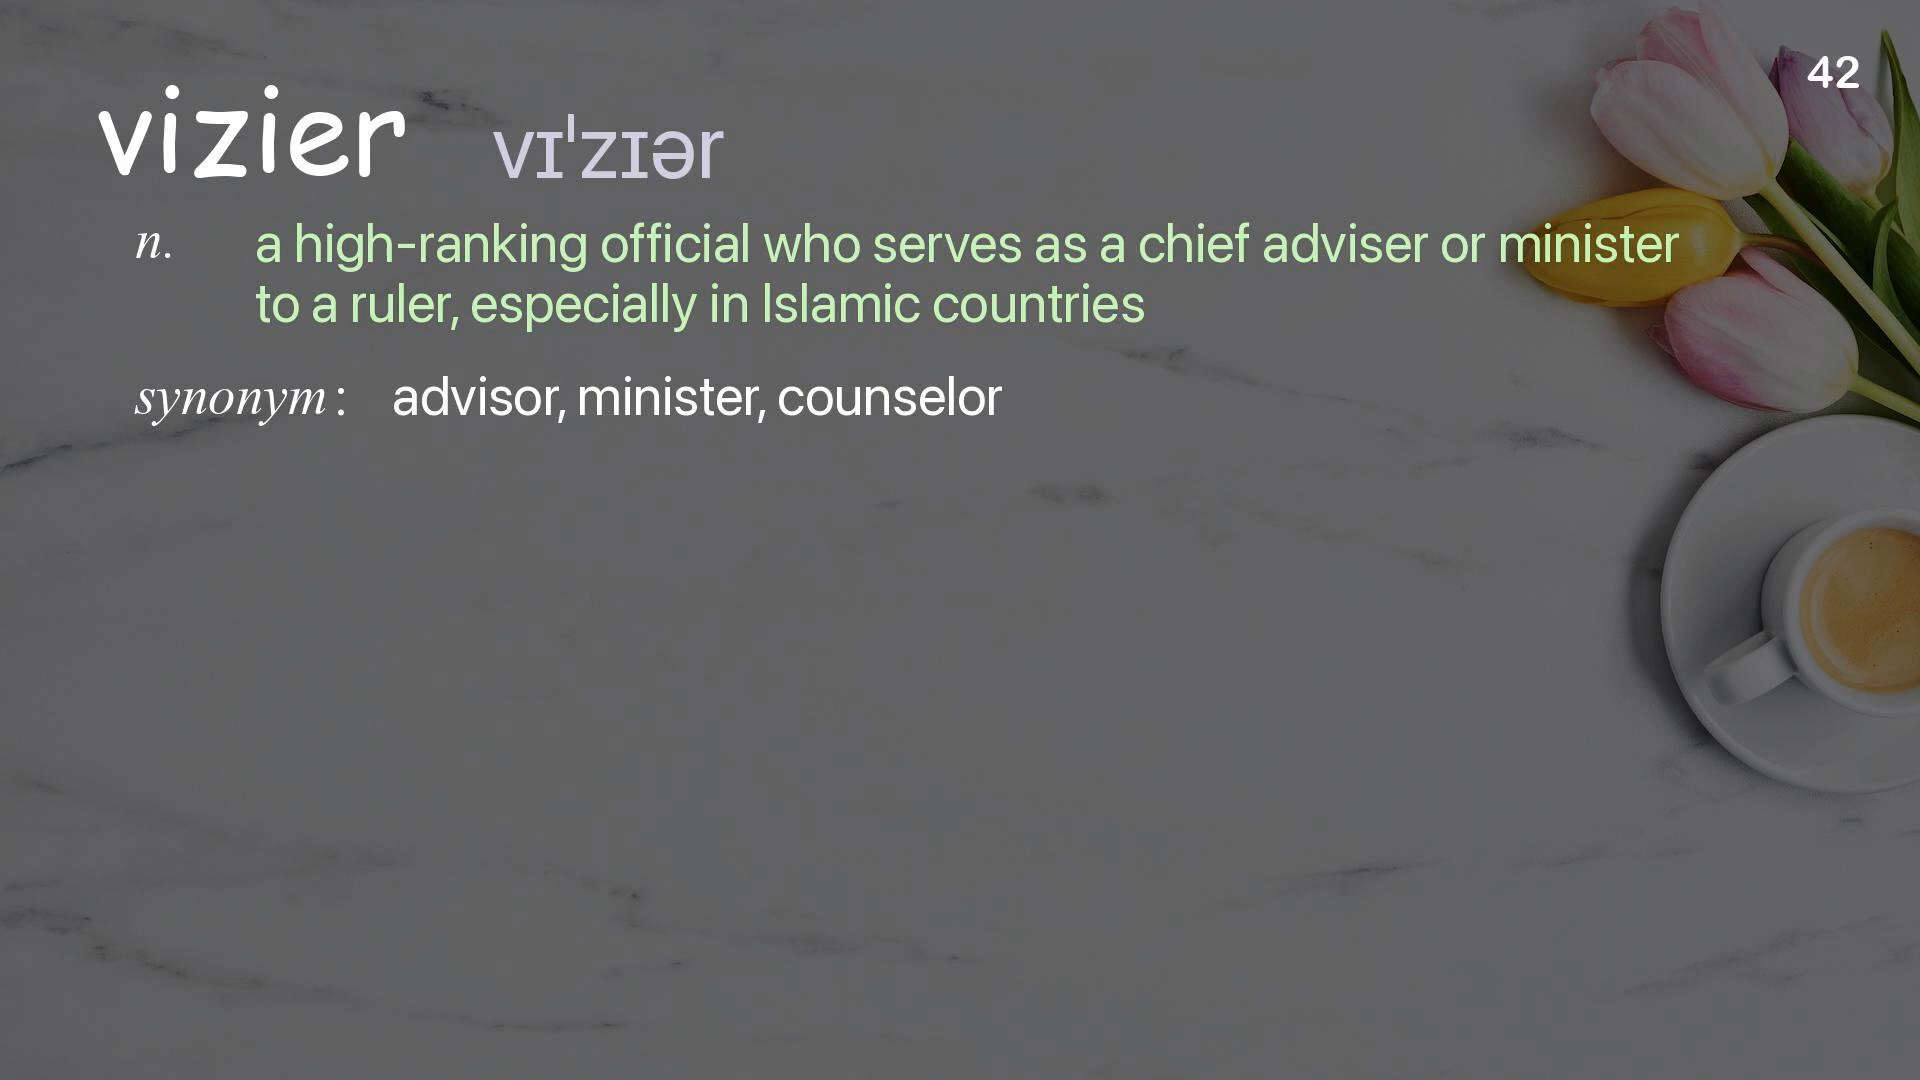 42
vizier vɪˈzɪər
n. a high-ranking official who serves as a chief adviser or minister
to a ruler, especially in Islamic countries
synonym: advisor, minister, counselor